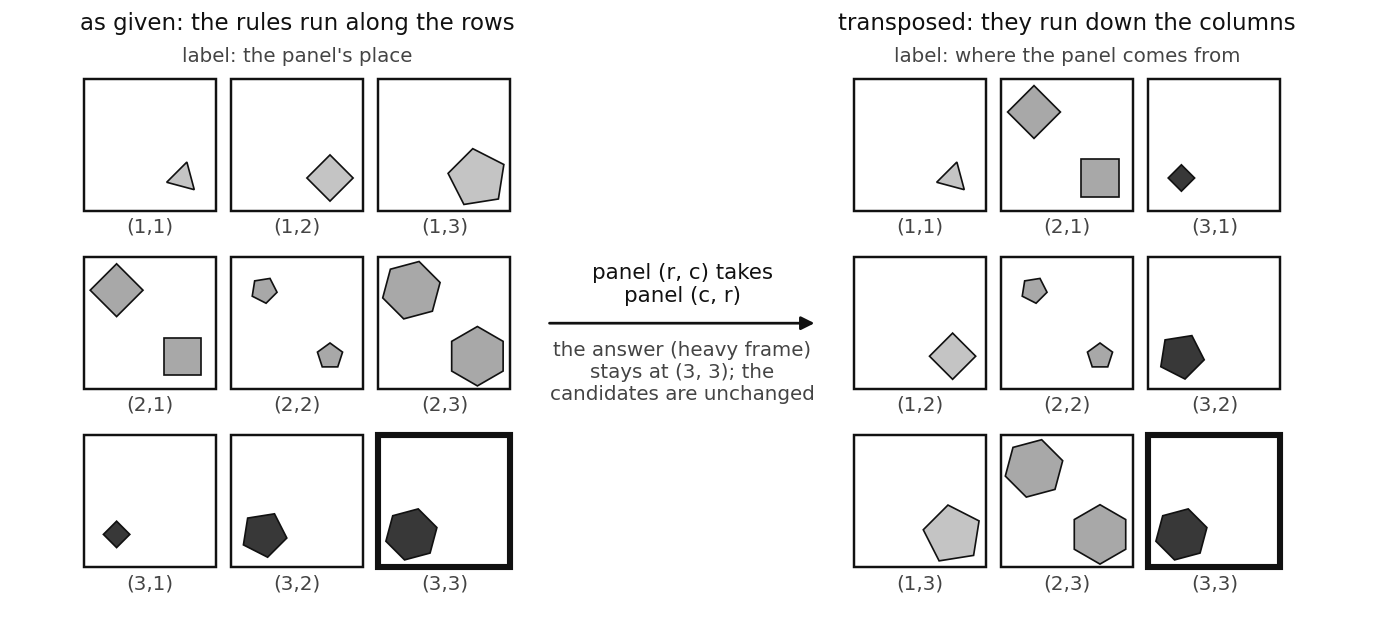 as given: the rules run along the rows
label: the panel's place
(1,1)
(1,2)
(1,3)
(2,1)
(2,2)
(2,3)
(3,1)
(3,2)
(3,3)
panel (r, c) takes
panel (c, r)
the answer (heavy frame)
stays at (3, 3); the
candidates are unchanged
transposed: they run down the columns
label: where the panel comes from
(1,1)
(2,1)
(3,1)
(1,2)
(2,2)
(3,2)
(1,3)
(2,3)
(3,3)